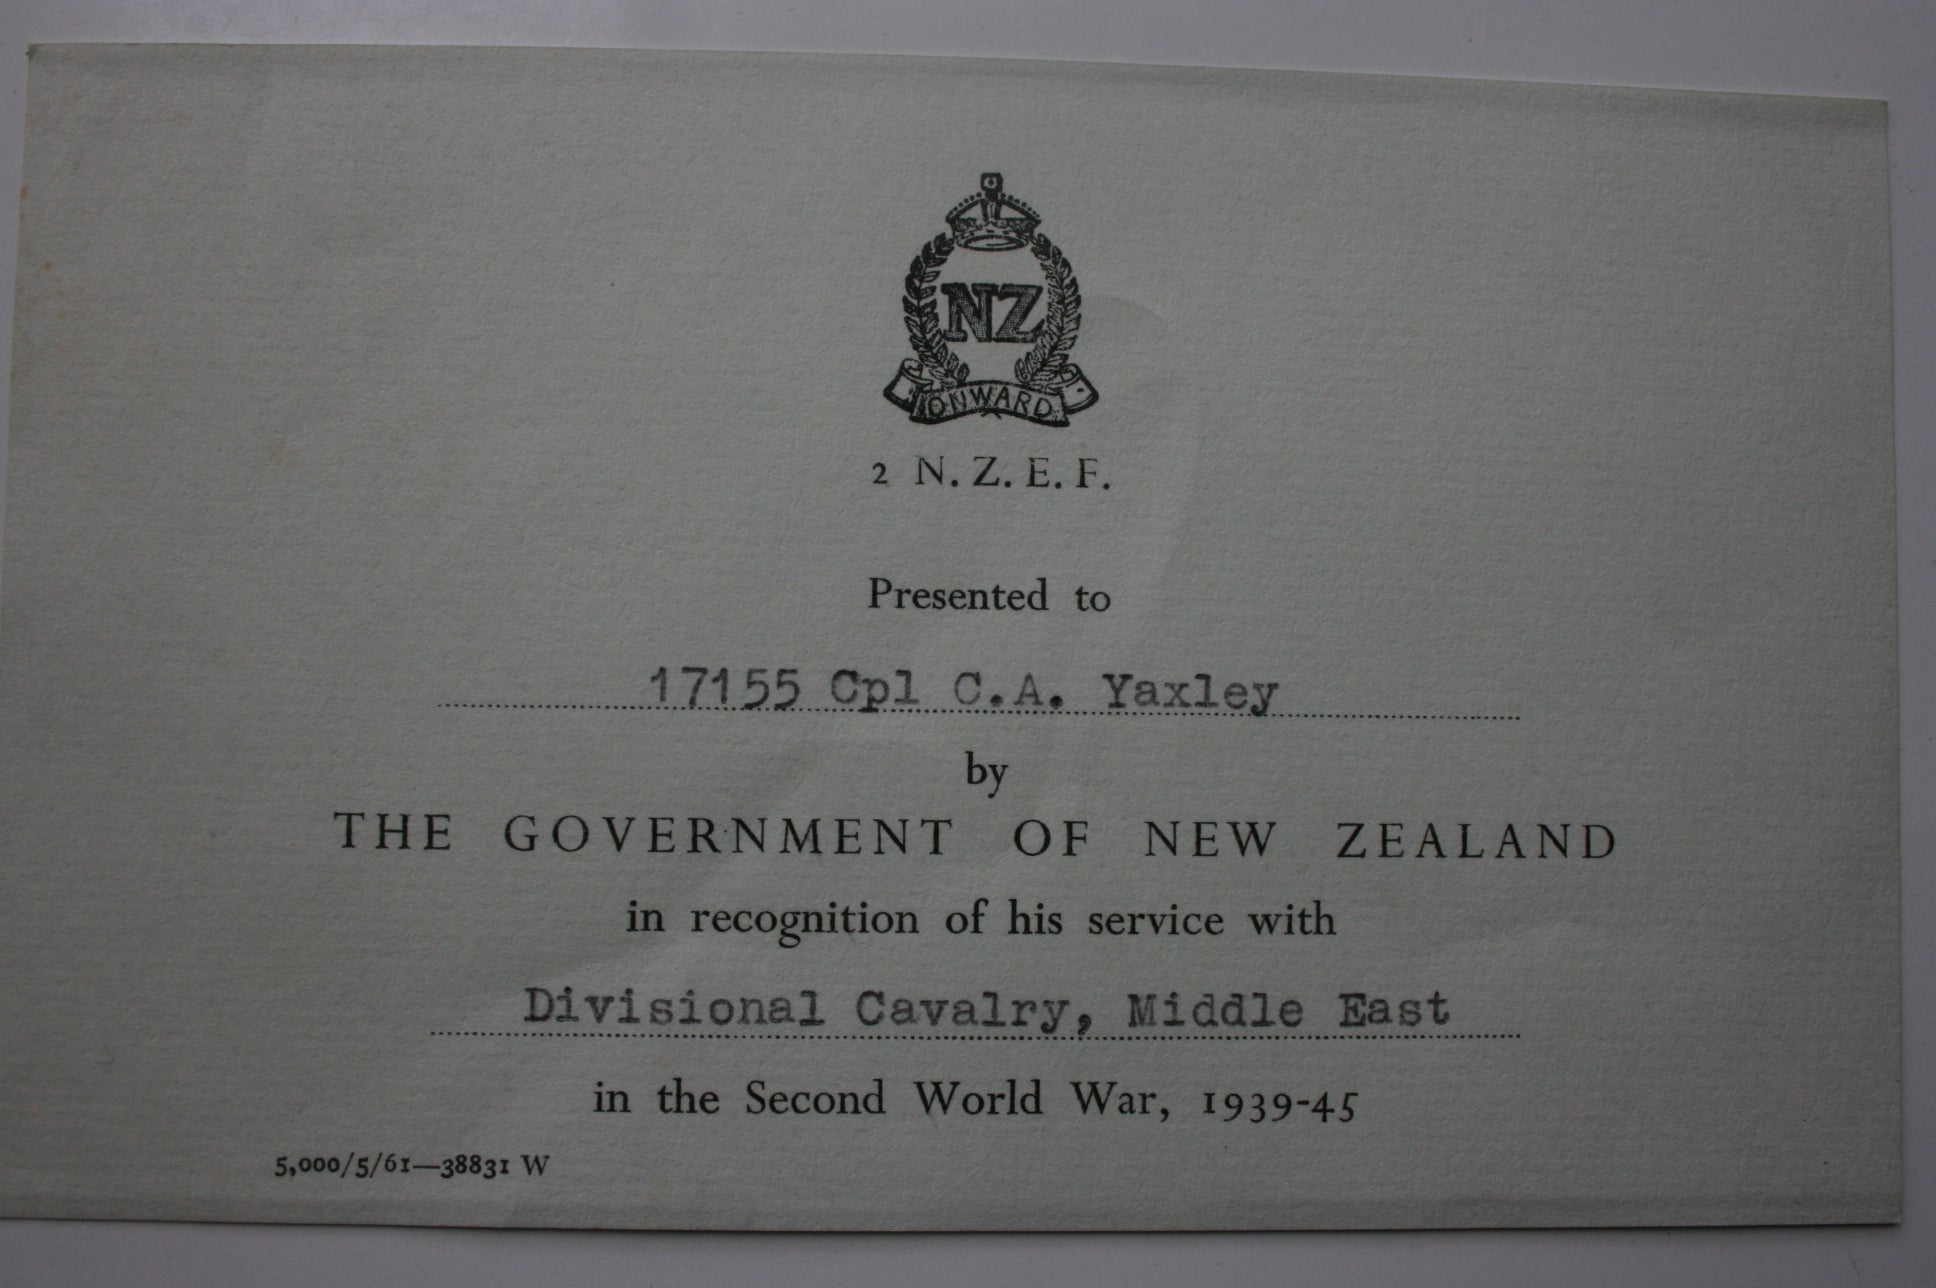 NZ
ONWARD
2 N.Z.E.F.
Presented to
17155 Cpl C.A. Yaxley
by
THE GOVERNMENT OF NEW ZEALAND
in recognition of his service with
Divisional Cavalry, Middle East
in the Second World War, 1939-45
5,000/5/61—38831 W